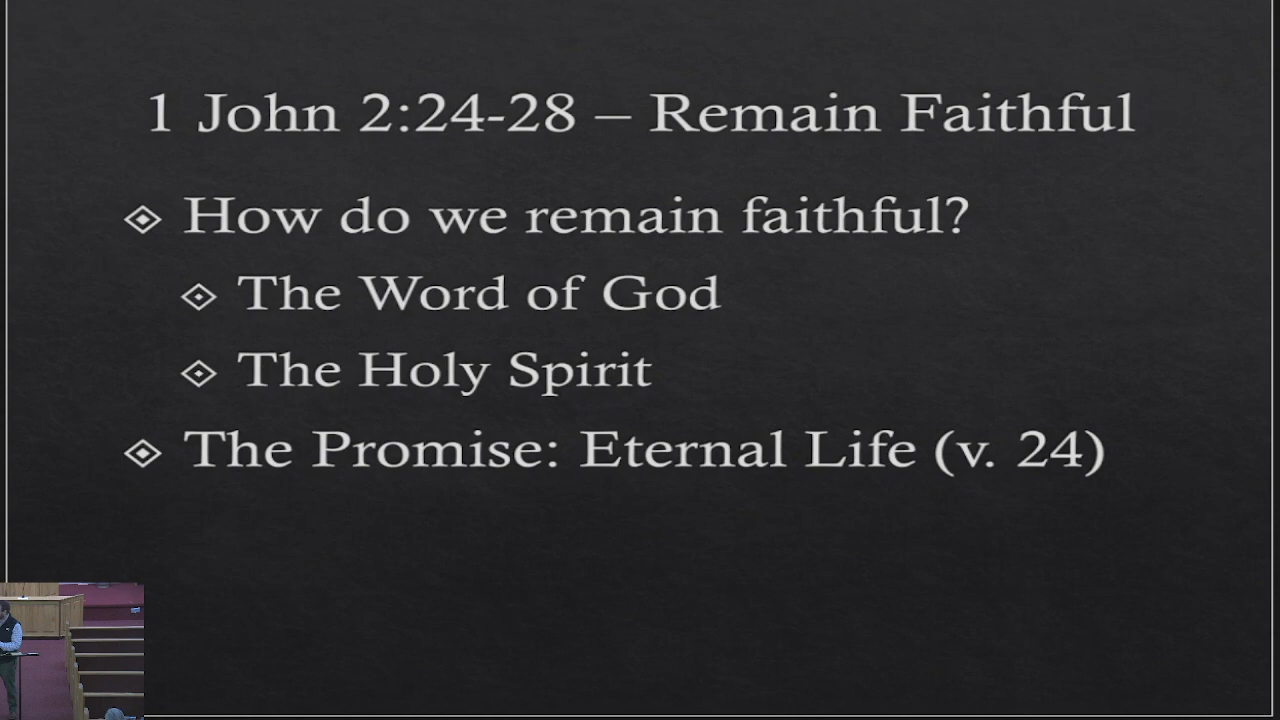 1 John 2:24-28 – Remain Faithful
How do we remain faithful?
The Word of God
The Holy Spirit
The Promise: Eternal Life (v. 24)